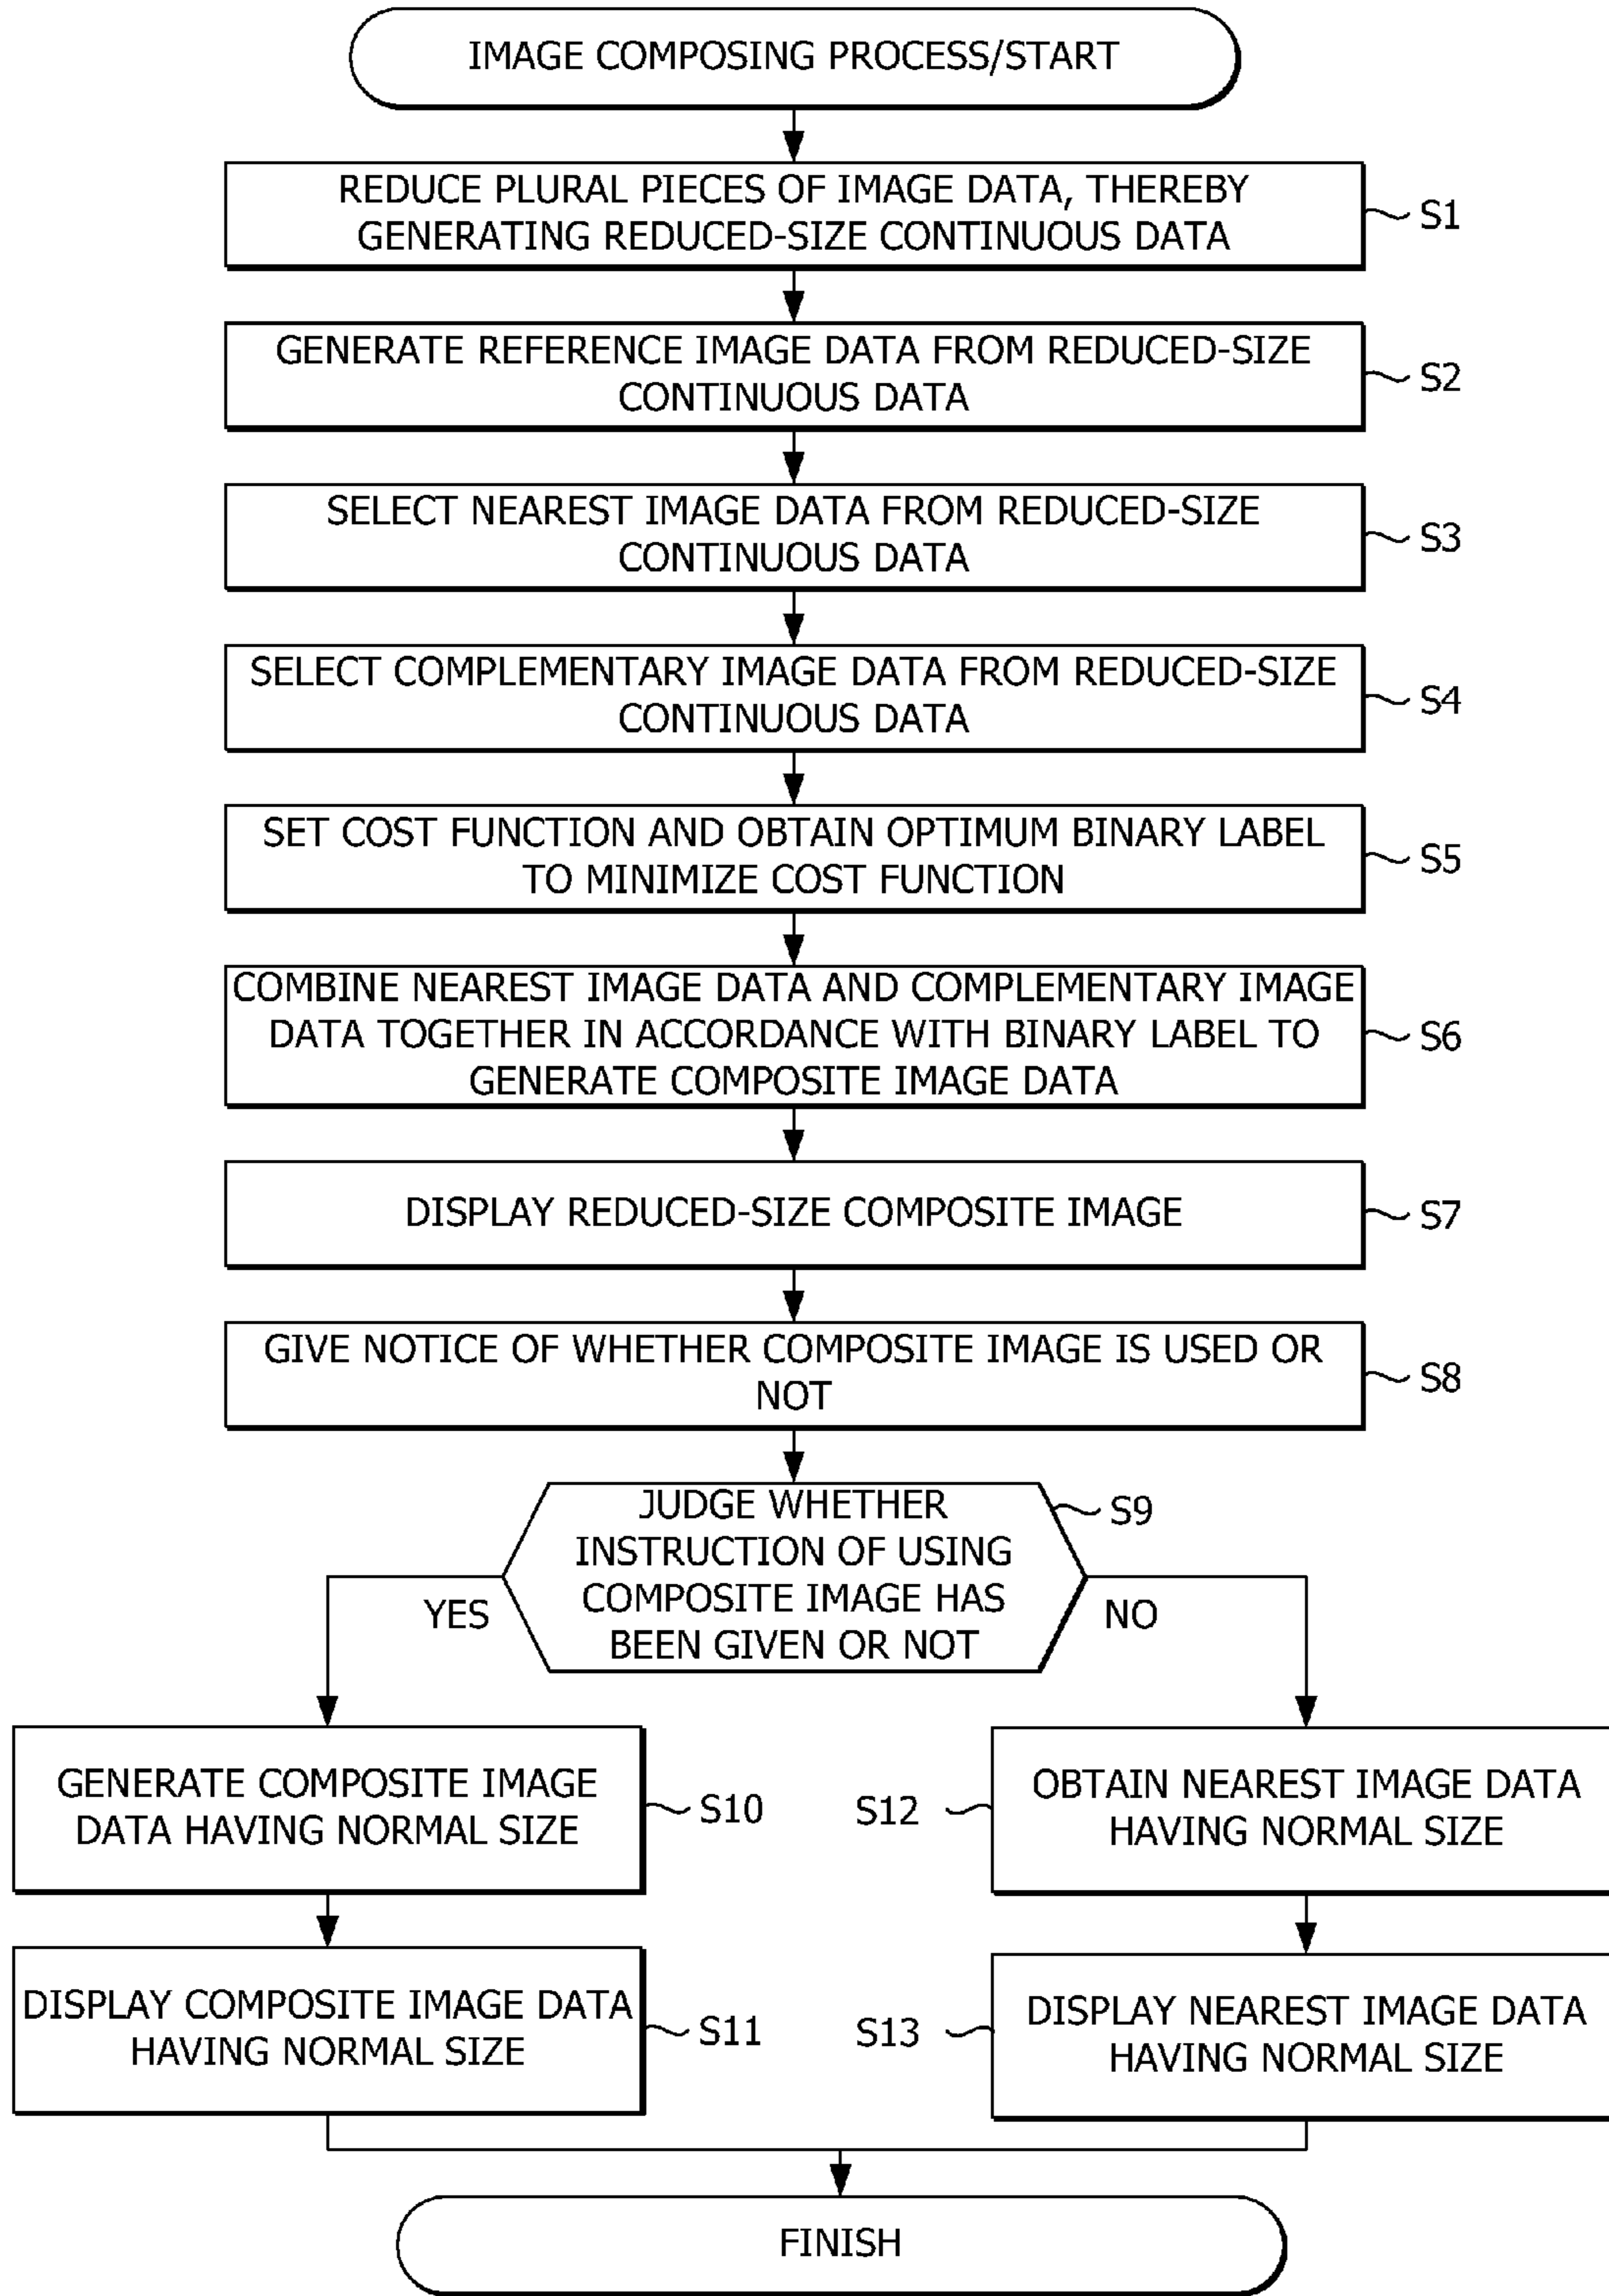 IMAGE COMPOSING PROCESS/START
REDUCE PLURAL PIECES OF IMAGE DATA, THEREBY
GENERATING REDUCED-SIZE CONTINUOUS DATA
S1
GENERATE REFERENCE IMAGE DATA FROM REDUCED-SIZE
CONTINUOUS DATA
S2
SELECT NEAREST IMAGE DATA FROM REDUCED-SIZE
CONTINUOUS DATA
S3
SELECT COMPLEMENTARY IMAGE DATA FROM REDUCED-SIZE
CONTINUOUS DATA
S4
SET COST FUNCTION AND OBTAIN OPTIMUM BINARY LABEL
TO MINIMIZE COST FUNCTION
S5
COMBINE NEAREST IMAGE DATA AND COMPLEMENTARY IMAGE
DATA TOGETHER IN ACCORDANCE WITH BINARY LABEL TO
GENERATE COMPOSITE IMAGE DATA
S6
DISPLAY REDUCED-SIZE COMPOSITE IMAGE
S7
GIVE NOTICE OF WHETHER COMPOSITE IMAGE IS USED OR
NOT
S8
JUDGE WHETHER
INSTRUCTION OF USING
COMPOSITE IMAGE HAS
BEEN GIVEN OR NOT
S9
YES
NO
GENERATE COMPOSITE IMAGE
DATA HAVING NORMAL SIZE
S10
S12
OBTAIN NEAREST IMAGE DATA
HAVING NORMAL SIZE
DISPLAY COMPOSITE IMAGE DATA
HAVING NORMAL SIZE
S11
S13
DISPLAY NEAREST IMAGE DATA
HAVING NORMAL SIZE
FINISH